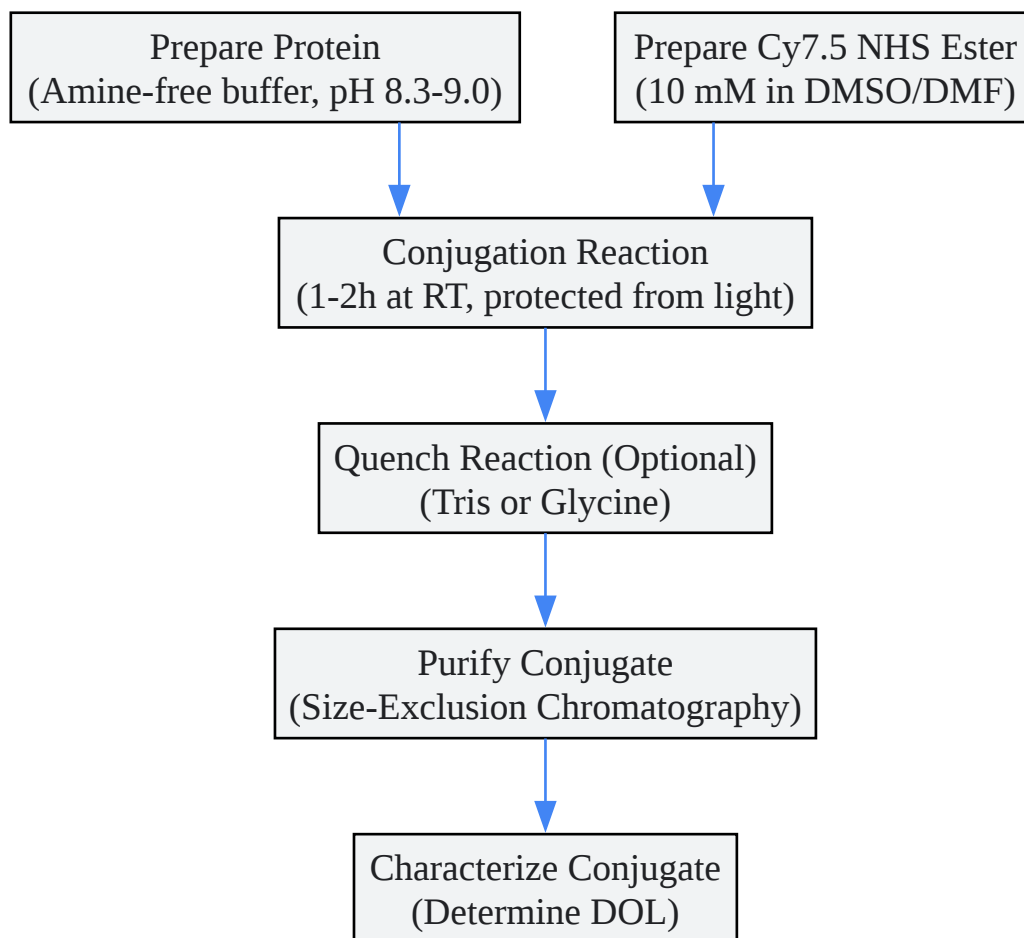 Prepare Protein
(Amine-free buffer, pH 8.3-9.0)
Prepare Cy7.5 NHS Ester
(10 mM in DMSO/DMF)
Conjugation Reaction
(1-2h at RT, protected from light)
Quench Reaction (Optional)
(Tris or Glycine)
Purify Conjugate
(Size-Exclusion Chromatography)
Characterize Conjugate
(Determine DOL)